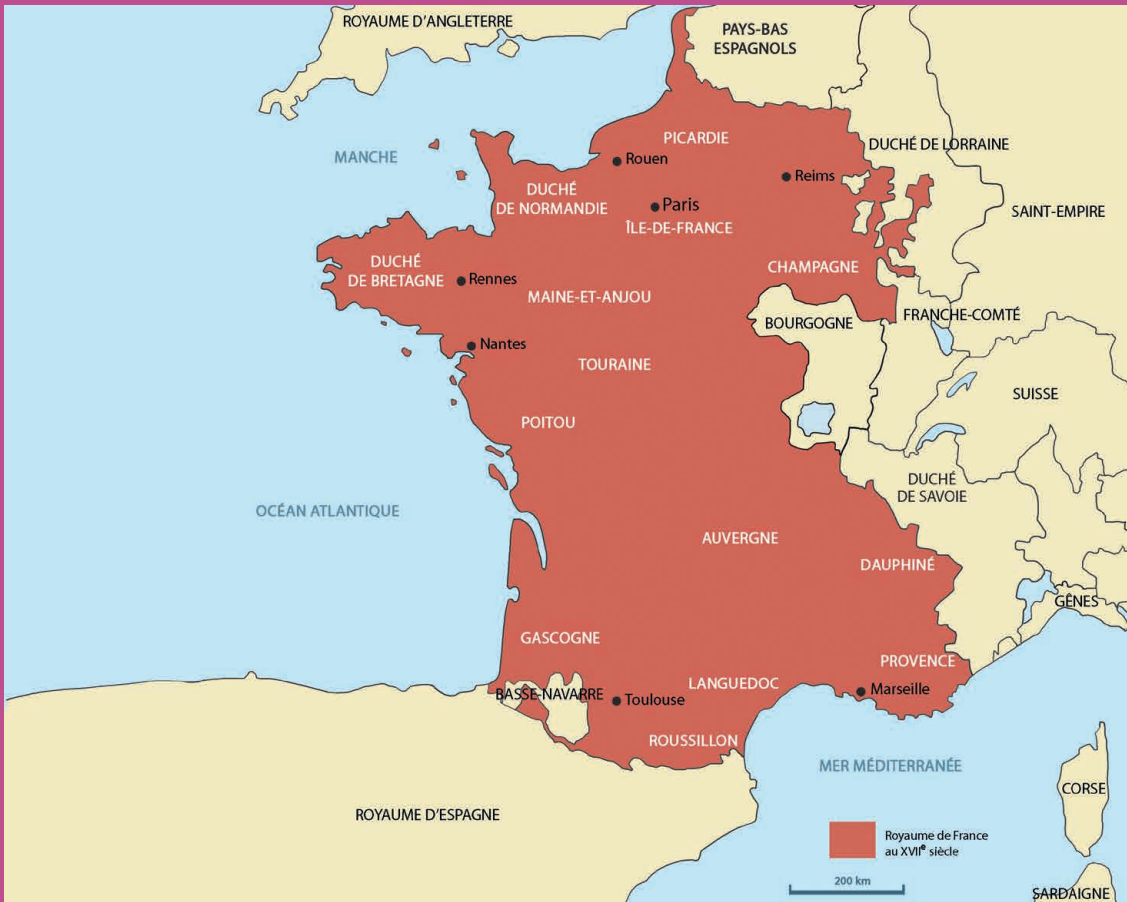 ROYAUME D'ANGLETERRE
PAYS-BAS
ESPAGNOLS
PICARDIE
DUCHÉ DE LORRAINE
MANCHE
Rouen
Reims
DUCHÉ
DE NORMANDIE
Paris
SAINT-EMPIRE
ÎLE-DE-FRANCE
DUCHÉ
DE BRETAGNE
Rennes
CHAMPAGNE
MAINE-ET-ANJOU
BOURGOGNE
FRANCHE-COMTÉ
Nantes
TOURAINE
SUISSE
POITOU
DUCHÉ
DE SAVOIE
OCÉAN ATLANTIQUE
AUVERGNE
DAUPHINÉ
GÊNES
GASCOGNE
PROVENCE
BASSE-NAVARRE
LANGUEDOC
Marseille
Toulouse
ROUSSILLON
MER MÉDITERRANÉE
CORSE
ROYAUME D'ESPAGNE
Royaume de France
au XVIIe siècle
200 km
SARDAIGNE